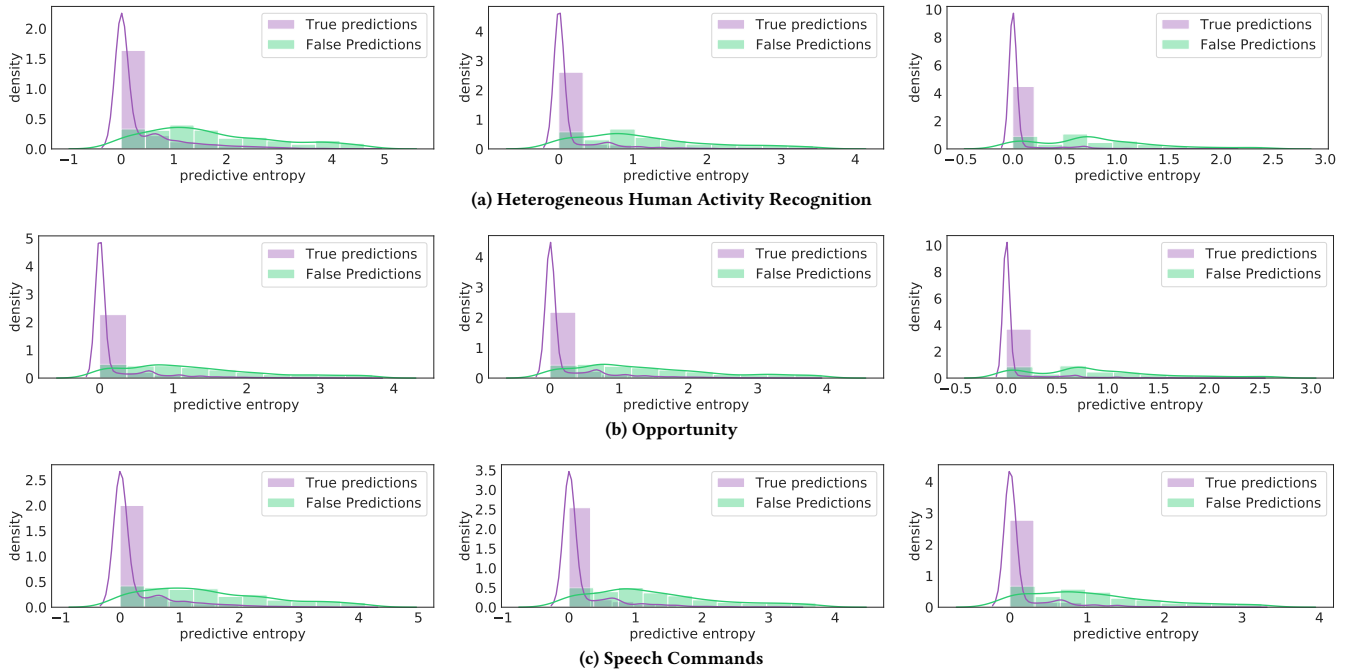 density
2.0
1.5
1.0
0.5
0.0
True predictions
False Predictions
−1 0 1 2 3 4 5
predictive entropy
density
4
3
2
1
0
True predictions
False Predictions
0 1 2 3 4
predictive entropy
density
10
8
6
4
2
0
True predictions
False Predictions
−0.5 0.0 0.5 1.0 1.5 2.0 2.5 3.0
predictive entropy
(a) Heterogeneous Human Activity Recognition
density
5
4
3
2
1
0
True predictions
False Predictions
0 1 2 3 4
predictive entropy
density
4
3
2
1
0
True predictions
False Predictions
0 1 2 3 4
predictive entropy
density
10
8
6
4
2
0
True predictions
False Predictions
−0.5 0.0 0.5 1.0 1.5 2.0 2.5 3.0
predictive entropy
(b) Opportunity
density
2.5
2.0
1.5
1.0
0.5
0.0
True predictions
False Predictions
−1 0 1 2 3 4 5
predictive entropy
density
3.5
3.0
2.5
2.0
1.5
1.0
0.5
0.0
True predictions
False Predictions
−1 0 1 2 3 4
predictive entropy
density
4
3
2
1
0
True predictions
False Predictions
0 1 2 3 4
predictive entropy
(c) Speech Commands